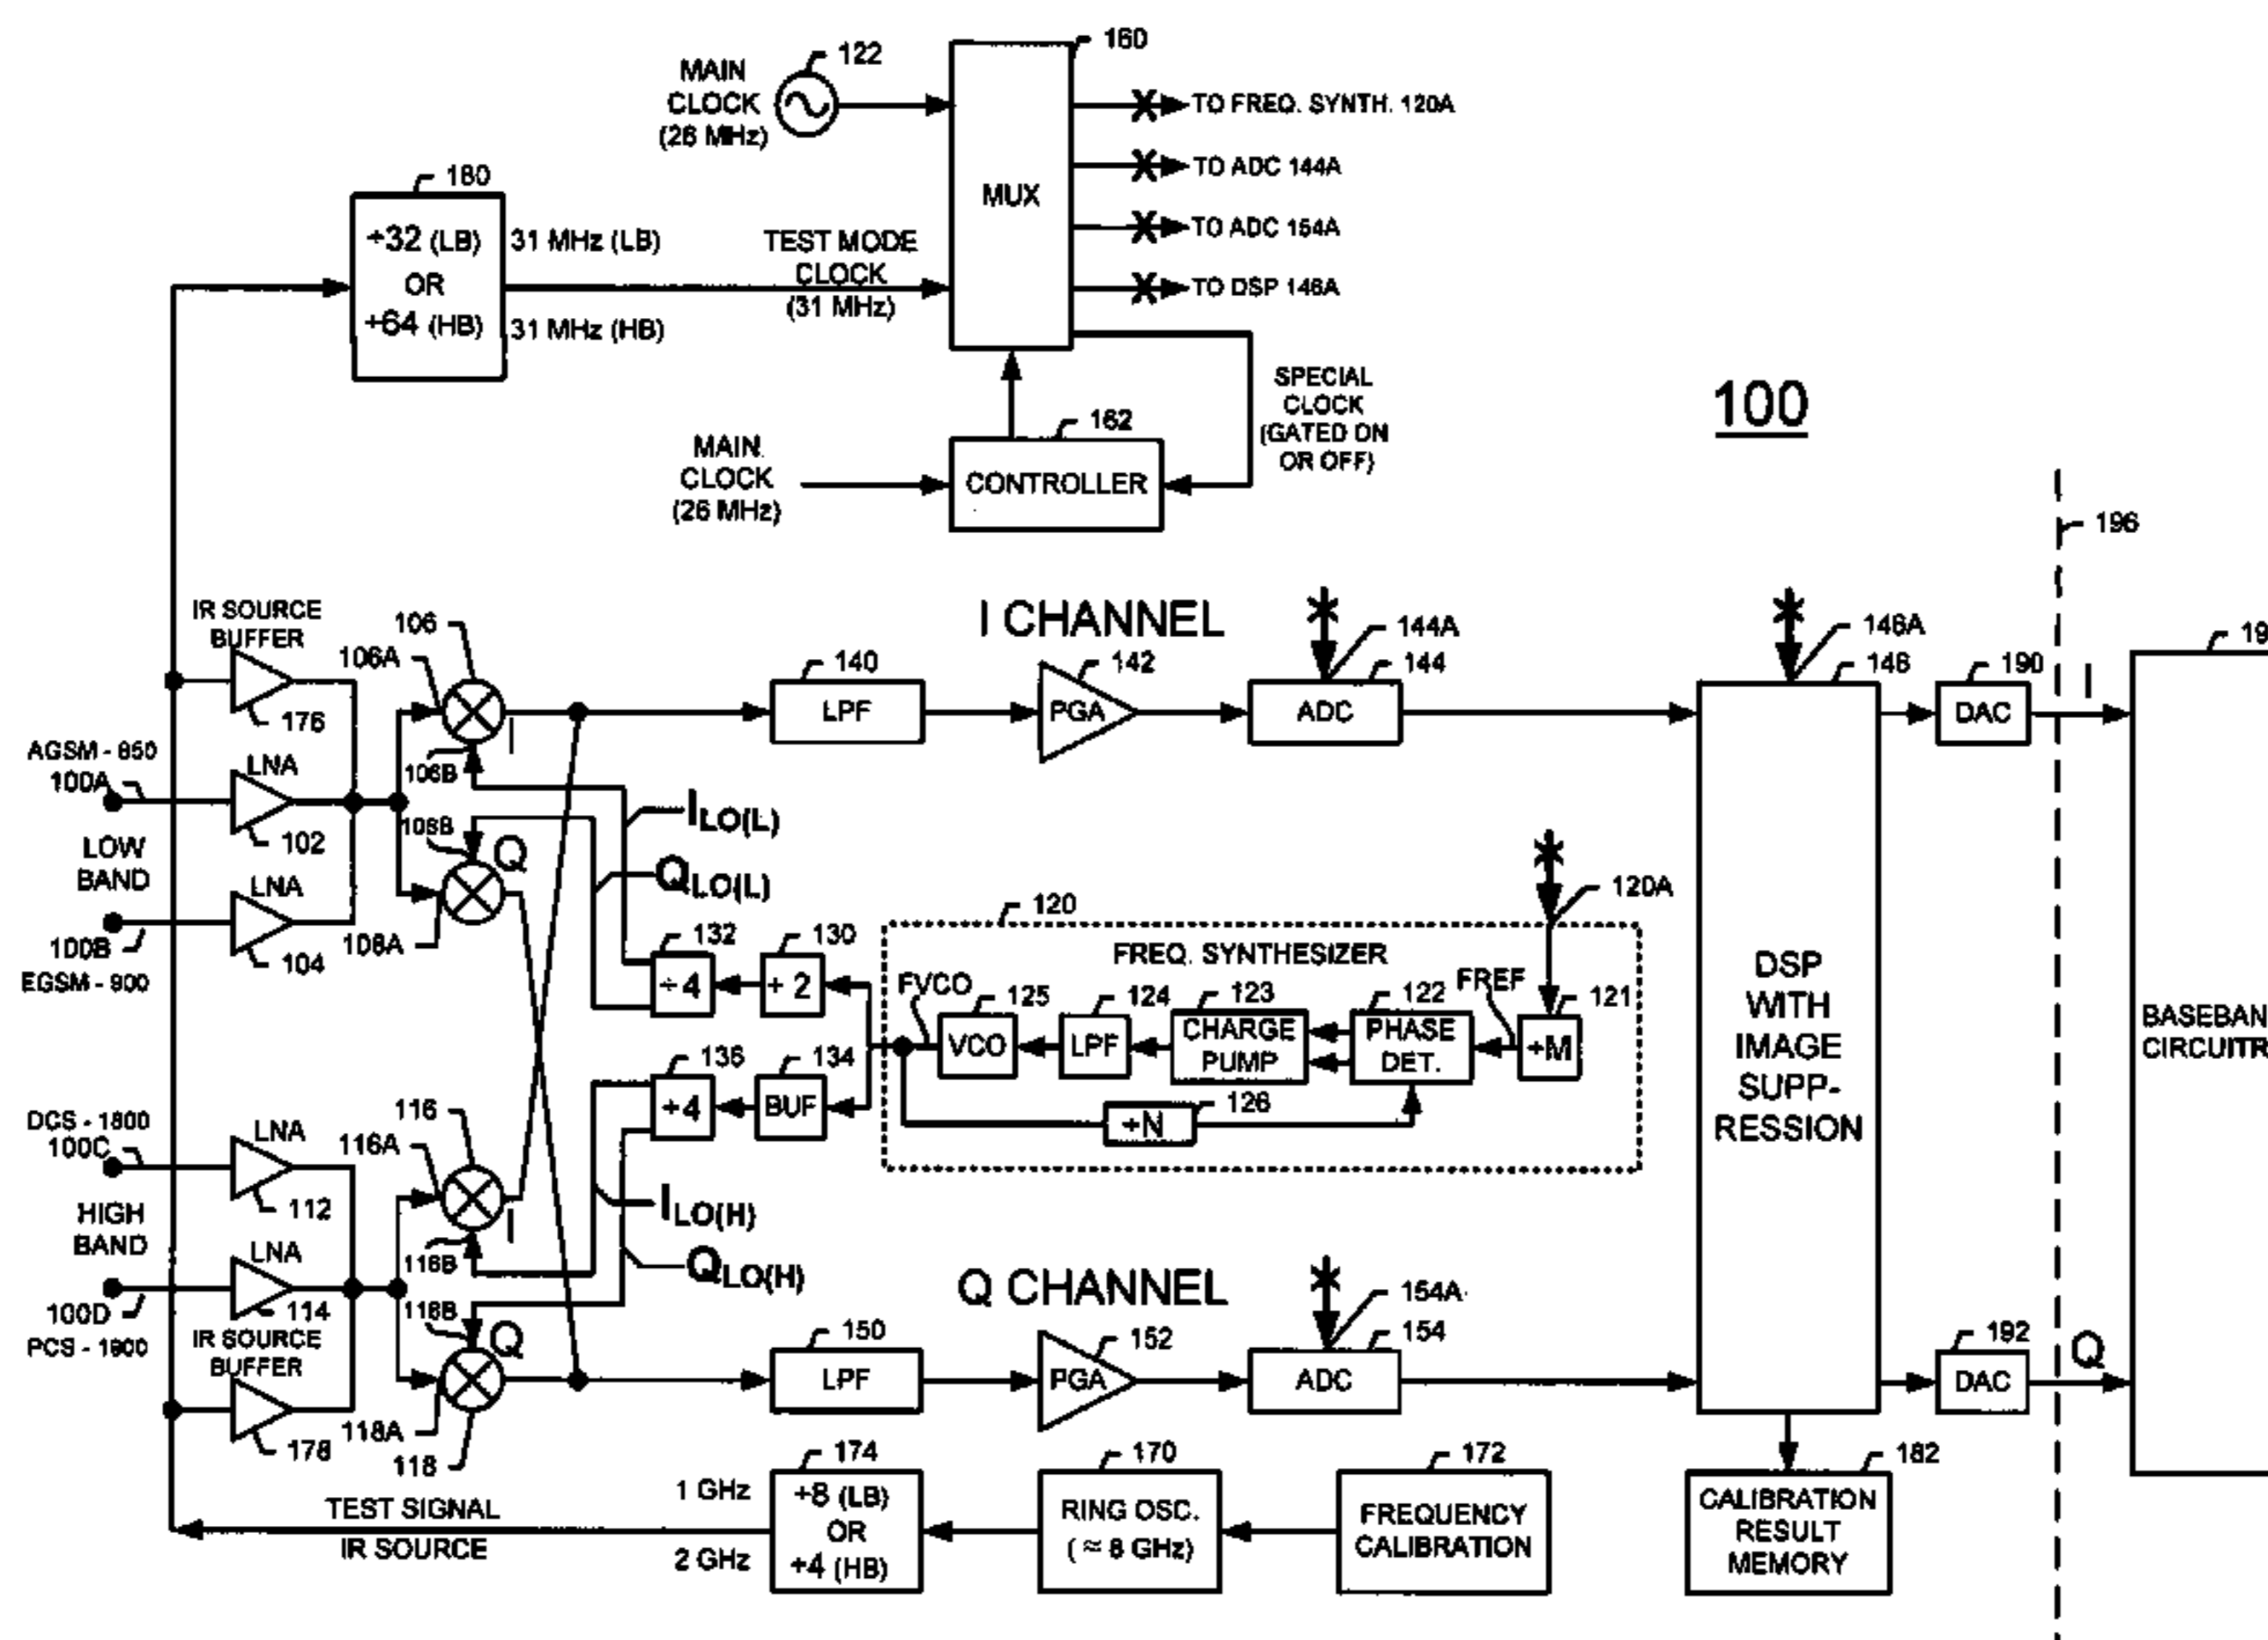 160
122
MAIN
CLOCK
(26 MHz)
MUX
TO FREQ. SYNTH. 120A
TO ADC 144A
TO ADC 154A
TO DSP 146A
180
+32 (LB)
OR
+64 (HB)
31 MHz (LB)
31 MHz (HB)
TEST MODE
CLOCK
(31 MHz)
SPECIAL
CLOCK
(GATED ON
OR OFF)
162
MAIN
CLOCK
(26 MHz)
CONTROLLER
100
196
IR SOURCE
BUFFER
176
106
106A
106B
I
I CHANNEL
140
LPF
142
PGA
144A
144
ADC
146A
146
190
DAC
I
AGSM - 850
100A
LNA
102
LOW
BAND
LNA
104
100B
EGSM - 900
108B
Q
108A
ILO(L)
QLO(L)
132
÷4
130
+2
120
FREQ. SYNTHESIZER
120A
FVCO
125
VCO
124
LPF
123
CHARGE
PUMP
122
PHASE
DET.
FREF
121
+M
126
+N
136
+4
134
BUF
DSP
WITH
IMAGE
SUPP-
RESSION
BASEBAN
CIRCUITR
DCS - 1800
100C
LNA
112
HIGH
BAND
LNA
114
100D
PCS - 1900
IR SOURCE
BUFFER
178
116
116A
116B
I
118B
Q
118A
118
ILO(H)
QLO(H)
Q CHANNEL
150
LPF
152
PGA
154A
154
ADC
192
DAC
Q
TEST SIGNAL
IR SOURCE
1 GHz
2 GHz
174
+8 (LB)
OR
+4 (HB)
170
RING OSC.
(≈ 8 GHz)
172
FREQUENCY
CALIBRATION
182
CALIBRATION
RESULT
MEMORY